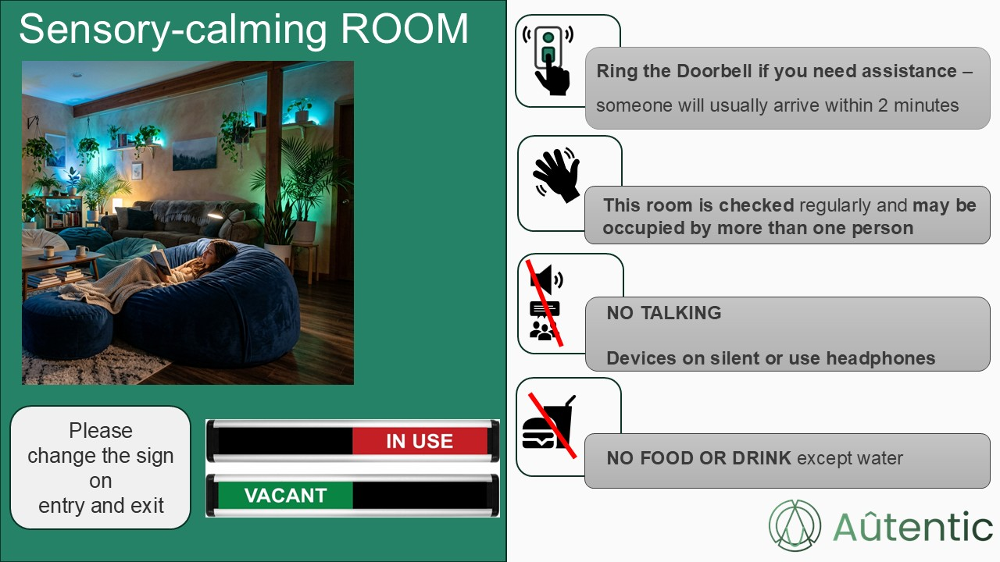 Sensory-calming ROOM
Please
change the sign
on
entry and exit
IN USE
VACANT
Ring the Doorbell if you need assistance –
someone will usually arrive within 2 minutes
This room is checked regularly and may be
occupied by more than one person
NO TALKING
Devices on silent or use headphones
NO FOOD OR DRINK except water
Aûtentic